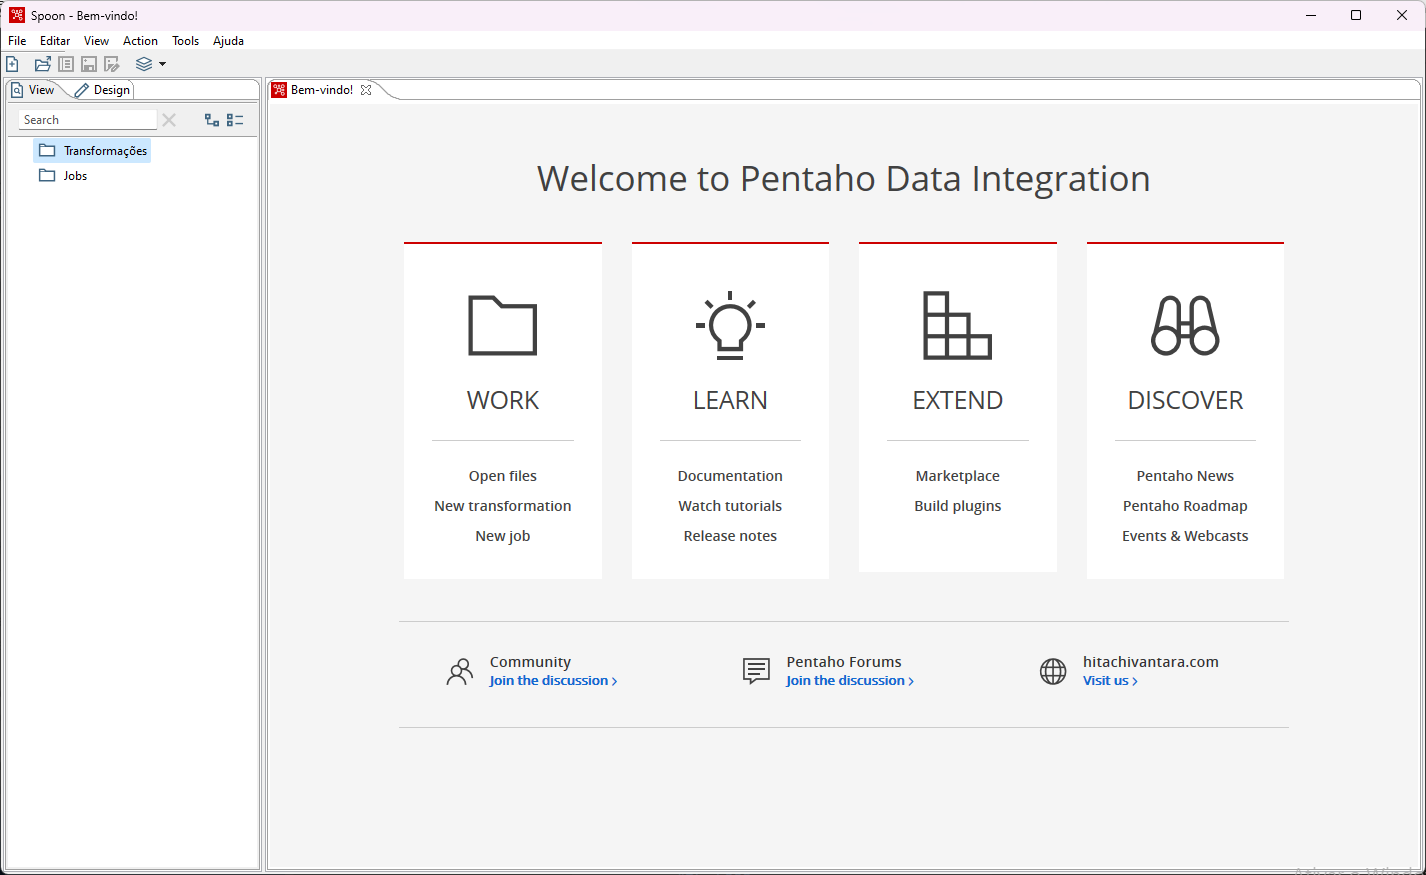 Spoon - Bem-vindo!
File Editar View Action Tools Ajuda
View Design
Bem-vindo!
Search
Transformações
Jobs
Welcome to Pentaho Data Integration
WORK
Open files
New transformation
New job
LEARN
Documentation
Watch tutorials
Release notes
EXTEND
Marketplace
Build plugins
DISCOVER
Pentaho News
Pentaho Roadmap
Events & Webcasts
Community
Join the discussion ›
Pentaho Forums
Join the discussion ›
hitachivantara.com
Visit us ›